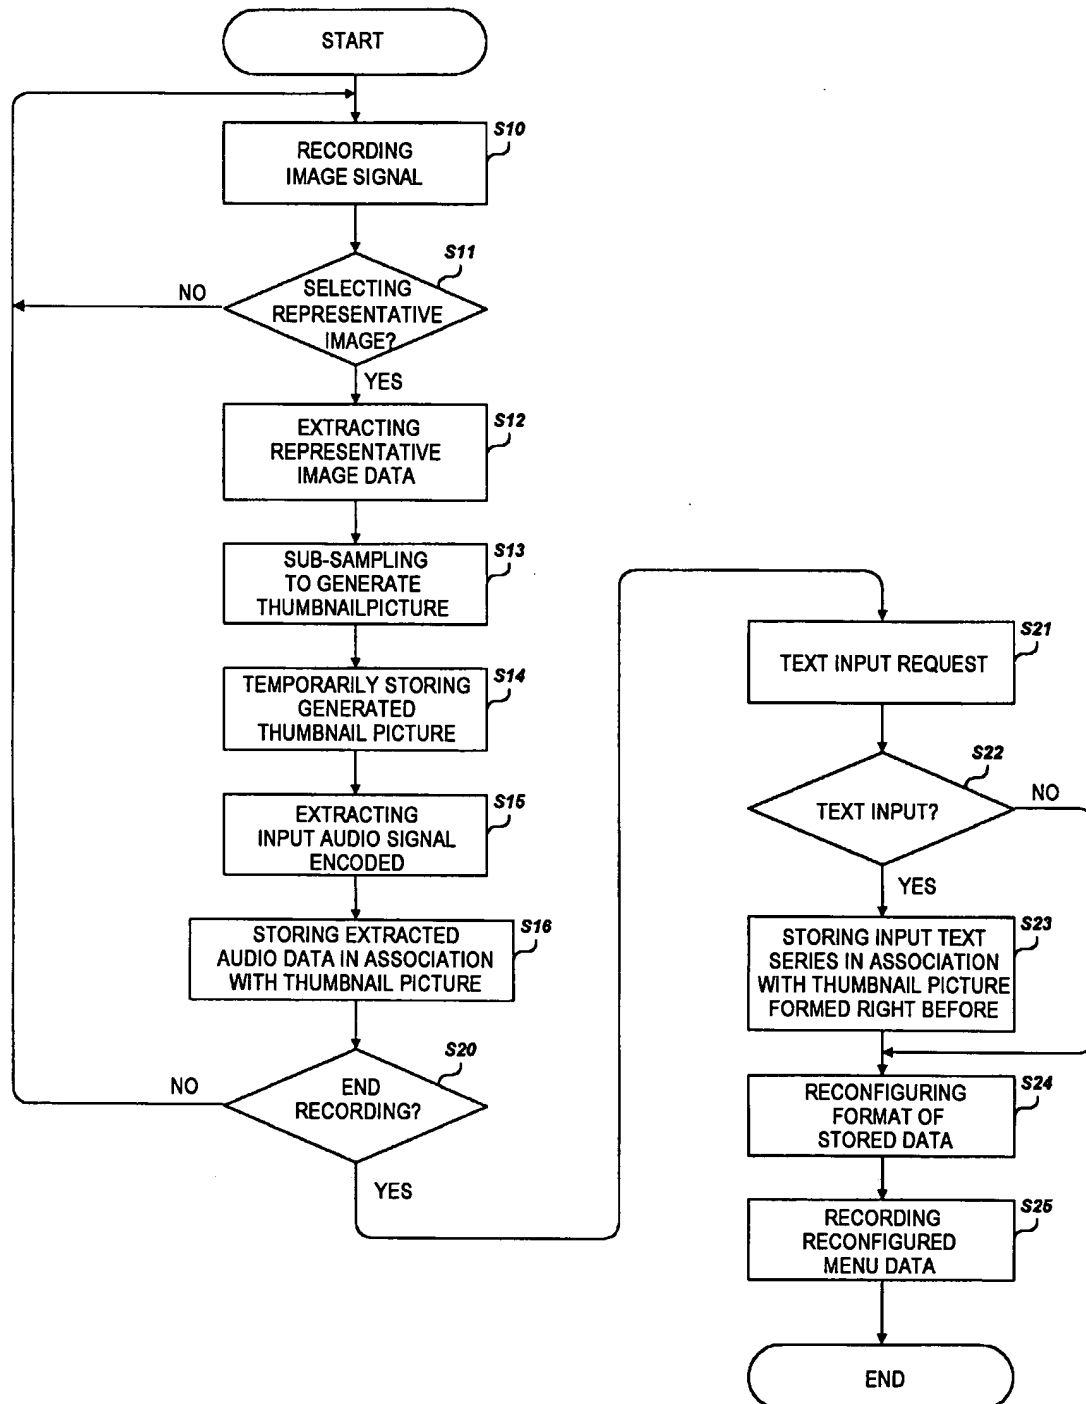 START
S10
RECORDING
IMAGE SIGNAL
S11
SELECTING
REPRESENTATIVE
IMAGE?
NO
YES
S12
EXTRACTING
REPRESENTATIVE
IMAGE DATA
S13
SUB-SAMPLING
TO GENERATE
THUMBNAILPICTURE
S14
TEMPORARILY STORING
GENERATED
THUMBNAIL PICTURE
S15
EXTRACTING
INPUT AUDIO SIGNAL
ENCODED
S16
STORING EXTRACTED
AUDIO DATA IN ASSOCIATION
WITH THUMBNAIL PICTURE
S20
END
RECORDING?
NO
YES
S21
TEXT INPUT REQUEST
S22
TEXT INPUT?
NO
YES
S23
STORING INPUT TEXT
SERIES IN ASSOCIATION
WITH THUMBNAIL PICTURE
FORMED RIGHT BEFORE
S24
RECONFIGURING
FORMAT OF
STORED DATA
S25
RECORDING
RECONFIGURED
MENU DATA
END